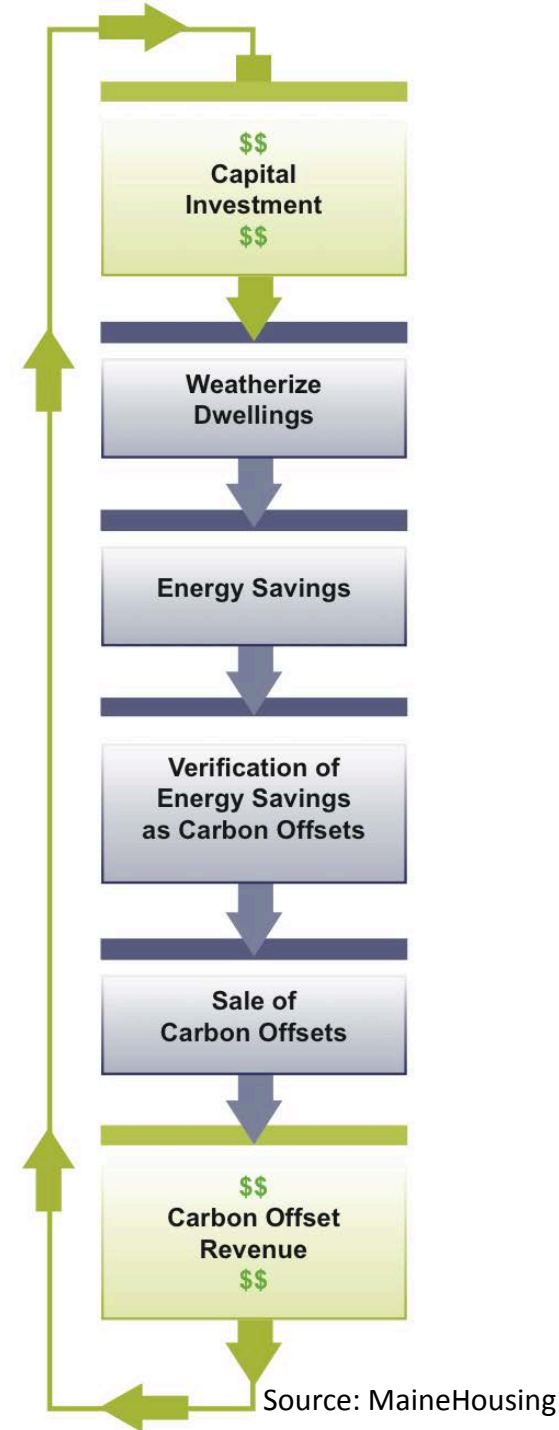 $$
Capital
Investment
$$
Weatherize
Dwellings
Energy Savings
Verification of
Energy Savings
as Carbon Offsets
Sale of
Carbon Offsets
$$
Carbon Offset
Revenue
$$
Source: MaineHousing